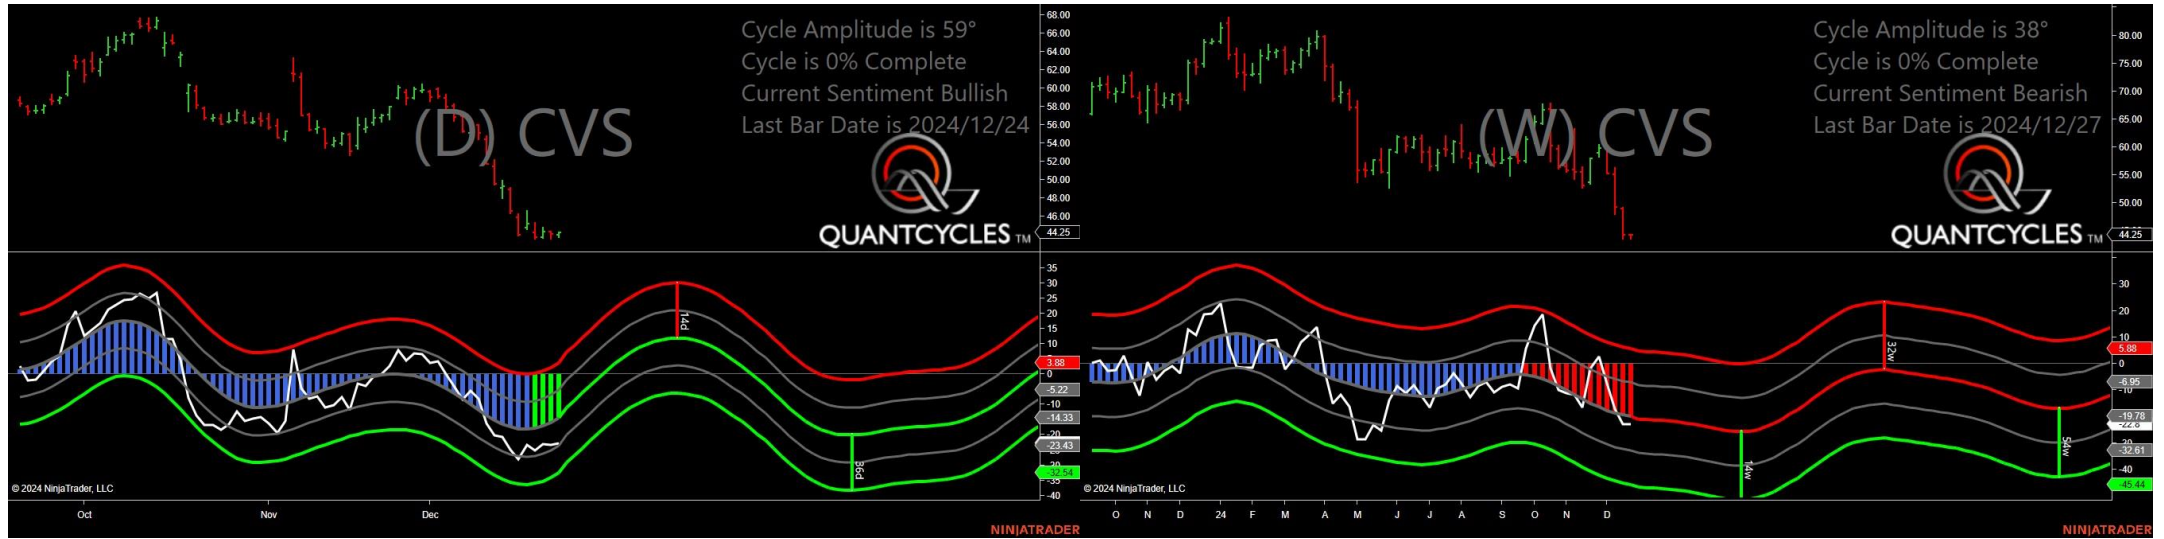 Cycle Amplitude is 59°
Cycle is 0% Complete
Current Sentiment Bullish
Last Bar Date is 2024/12/24
(D) CVS
QUANTCYCLES TM
68.00
66.00
64.00
62.00
60.00
58.00
56.00
54.00
52.00
50.00
48.00
46.00
44.25
35
30
25
20
15
10
3.88
0
-5.22
-10
-14.33
-20
-23.43
-32.54
-35
-40
14d
36d
© 2024 NinjaTrader, LLC
Oct Nov Dec
NINJATRADER
Cycle Amplitude is 38°
Cycle is 0% Complete
Current Sentiment Bearish
Last Bar Date is 2024/12/27
(W) CVS
QUANTCYCLES TM
80.00
75.00
70.00
65.00
60.00
55.00
50.00
44.25
30
20
10
5.88
0
-6.95
-10
-19.78
-22.8
-32.61
-40
-45.44
32w
14w
54w
© 2024 NinjaTrader, LLC
O N D 24 F M A M J J A S O N D
NINJATRADER